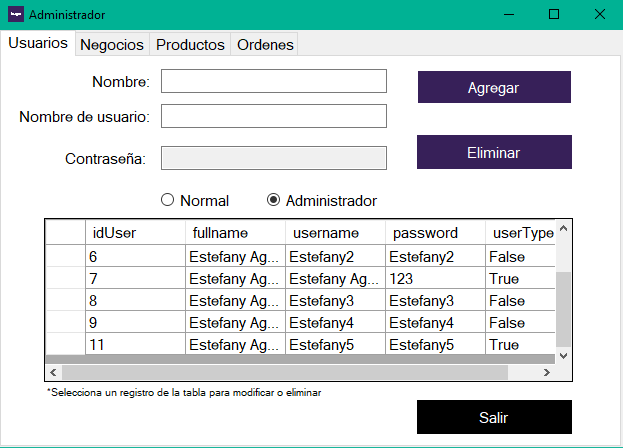 Administrador
Usuarios Negocios Productos Ordenes
Nombre: Agregar
Nombre de usuario:
Contraseña: Eliminar
Normal Administrador
idUser fullname username password userType
6 Estefany Ag... Estefany2 Estefany2 False
7 Estefany Ag... Estefany Ag... 123 True
8 Estefany Ag... Estefany3 Estefany3 False
9 Estefany Ag... Estefany4 Estefany4 False
11 Estefany Ag... Estefany5 Estefany5 True
*Selecciona un registro de la tabla para modificar o eliminar
Salir